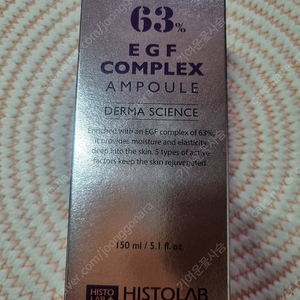 63%
EGF
COMPLEX
AMPOULE
DERMA SCIENCE
Enriched with an EGF complex of 63%,
it provides moisture and elasticity
deep into the skin. 5 types of active
factors keep the skin rejuvenated.
150 ml / 5.1 fl. oz.
HISTO
LAB
HISTOLAB